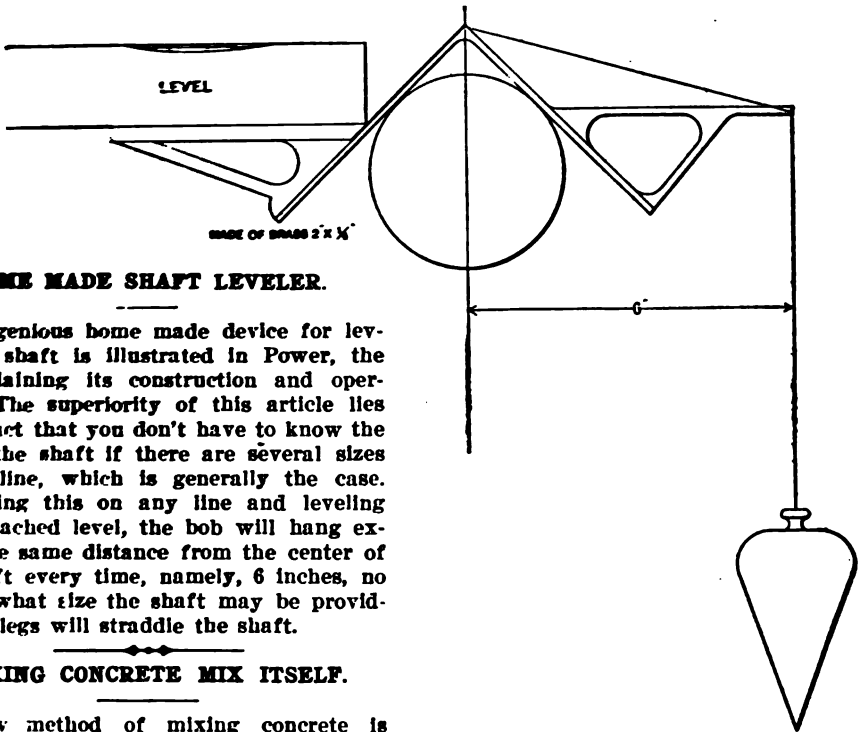 LEVEL
MADE OF BRASS 2" X ⅛"
6"
ME MADE SHAFT LEVELER.
genious home made device for lev-
shaft is illustrated in Power, the
laining its construction and oper-
The superiority of this article lies
act that you don't have to know the
the shaft if there are several sizes
line, which is generally the case.
ing this on any line and leveling
ached level, the bob will hang ex-
e same distance from the center of
ft every time, namely, 6 inches, no
what size the shaft may be provid-
legs will straddle the shaft.
KING CONCRETE MIX ITSELF.
w method of mixing concrete is